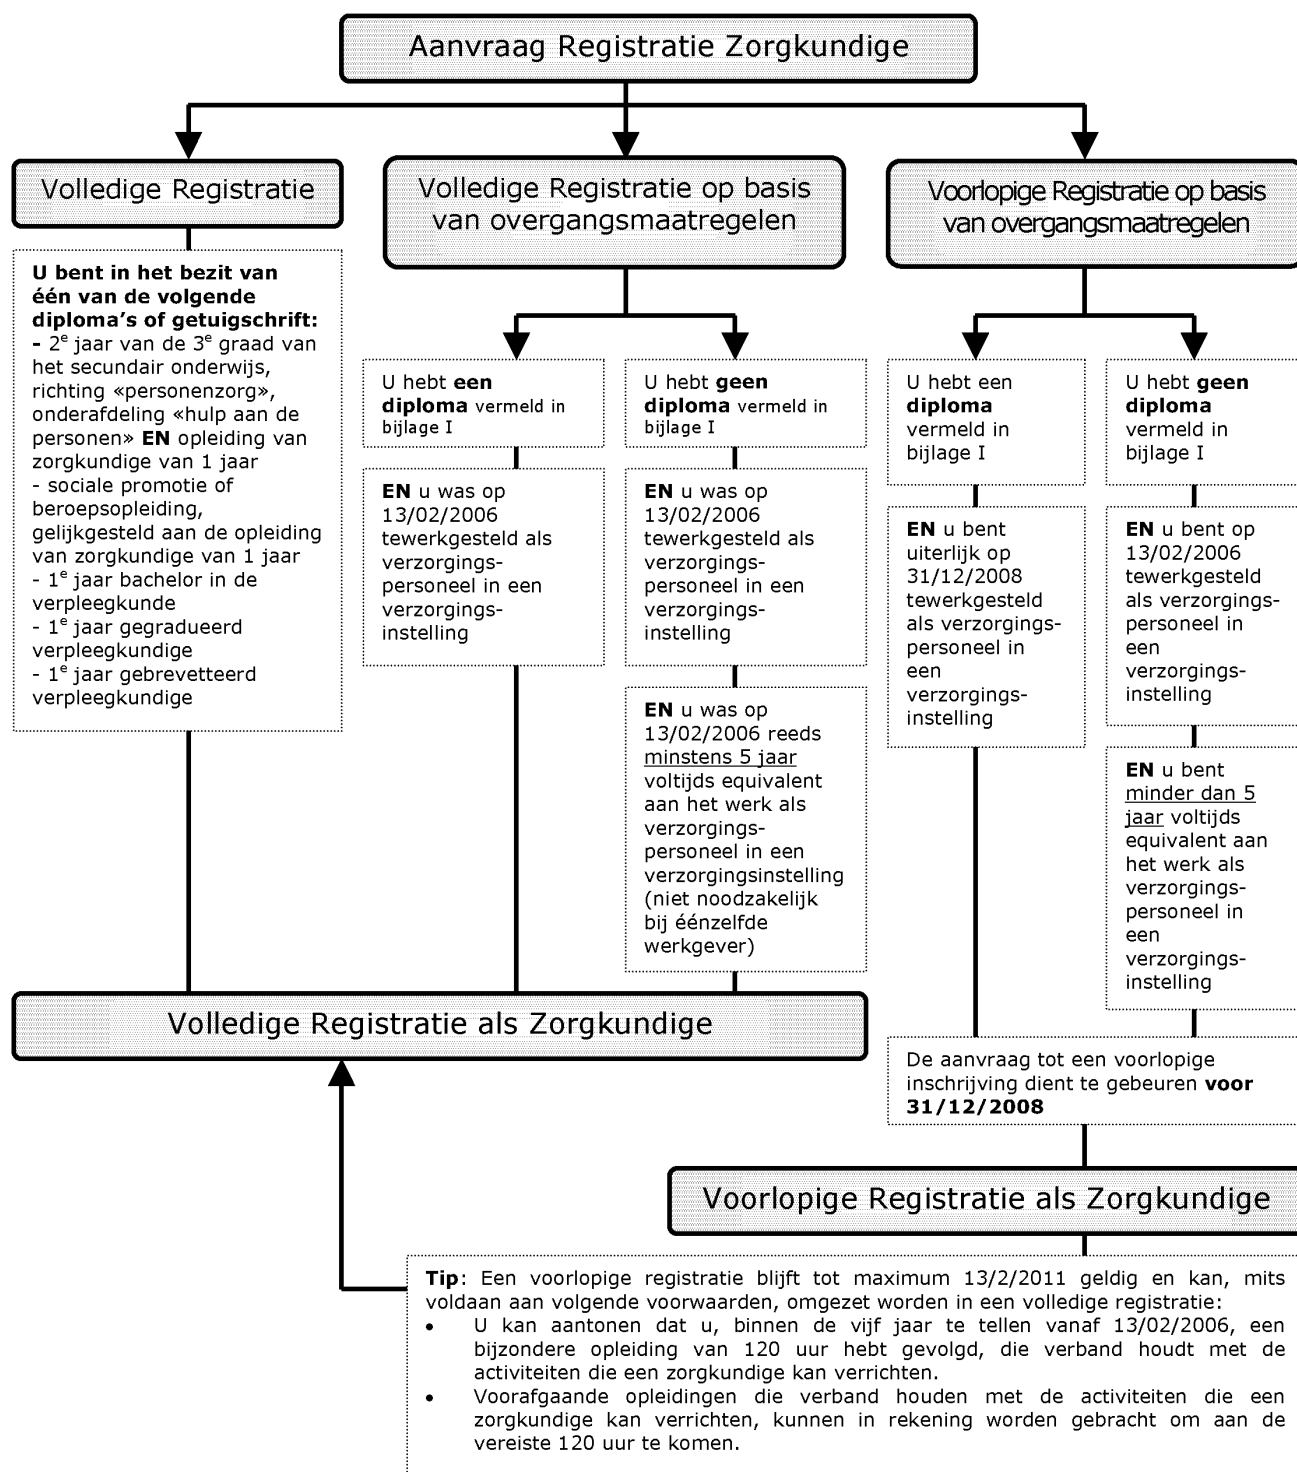 Aanvraag Registratie Zorgkundige
Volledige Registratie
U bent in het bezit van
één van de volgende
diploma's of getuigschrift:
- 2e jaar van de 3e graad van
het secundair onderwijs,
richting «personenzorg»,
onderafdeling «hulp aan de
personen» EN opleiding van
zorgkundige van 1 jaar
- sociale promotie of
beroepsopleiding,
gelijkgesteld aan de opleiding
van zorgkundige van 1 jaar
- 1e jaar bachelor in de
verpleegkunde
- 1e jaar gegradueerd
verpleegkundige
- 1e jaar gebrevetteerd
verpleegkundige
Volledige Registratie op basis
van overgangsmaatregelen
U hebt een
diploma vermeld in
bijlage I
EN u was op
13/02/2006
tewerkgesteld als
verzorgings-
personeel in een
verzorgings-
instelling
U hebt geen
diploma vermeld in
bijlage I
EN u was op
13/02/2006
tewerkgesteld als
verzorgings-
personeel in een
verzorgings-
instelling
EN u was op
13/02/2006 reeds
minstens 5 jaar
voltijds equivalent
aan het werk als
verzorgings-
personeel in een
verzorgingsinstelling
(niet noodzakelijk
bij éénzelfde
werkgever)
Voorlopige Registratie op basis
van overgangsmaatregelen
U hebt een
diploma
vermeld in
bijlage I
EN u bent
uiterlijk op
31/12/2008
tewerkgesteld
als verzorgings-
personeel in
een
verzorgings-
instelling
U hebt geen
diploma
vermeld in
bijlage I
EN u bent op
13/02/2006
tewerkgesteld
als verzorgings-
personeel in
een
verzorgings-
instelling
EN u bent
minder dan 5
jaar voltijds
equivalent aan
het werk als
verzorgings-
personeel in
een
verzorgings-
instelling
Volledige Registratie als Zorgkundige
De aanvraag tot een voorlopige
inschrijving dient te gebeuren voor
31/12/2008
Voorlopige Registratie als Zorgkundige
Tip: Een voorlopige registratie blijft tot maximum 13/2/2011 geldig en kan, mits
voldaan aan volgende voorwaarden, omgezet worden in een volledige registratie:
• U kan aantonen dat u, binnen de vijf jaar te tellen vanaf 13/02/2006, een
bijzondere opleiding van 120 uur hebt gevolgd, die verband houdt met de
activiteiten die een zorgkundige kan verrichten.
• Voorafgaande opleidingen die verband houden met de activiteiten die een
zorgkundige kan verrichten, kunnen in rekening worden gebracht om aan de
vereiste 120 uur te komen.